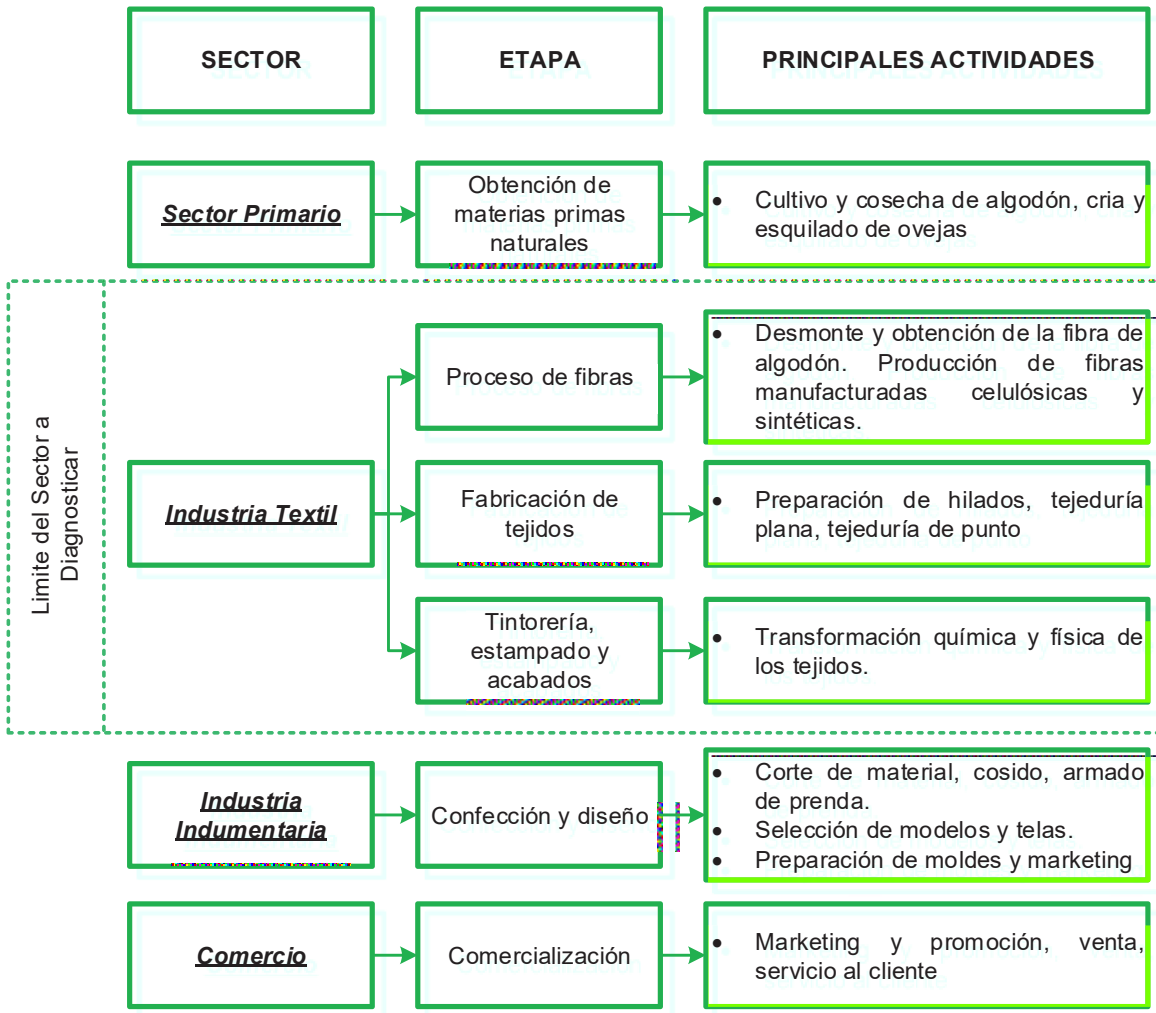 SECTOR
ETAPA
PRINCIPALES ACTIVIDADES
Sector Primario
Obtención de
materias primas
naturales
• Cultivo y cosecha de algodón, cria y
esquilado de ovejas
Limite del Sector a
Diagnosticar
Industria Textil
Proceso de fibras
• Desmonte y obtención de la fibra de
algodón. Producción de fibras
manufacturadas celulósicas y
sintéticas.
Fabricación de
tejidos
• Preparación de hilados, tejeduría
plana, tejeduría de punto
Tintorería,
estampado y
acabados
• Transformación química y física de
los tejidos.
Industria
Indumentaria
Confección y diseño
• Corte de material, cosido, armado
de prenda.
• Selección de modelos y telas.
• Preparación de moldes y marketing
Comercio
Comercialización
• Marketing y promoción, venta,
servicio al cliente